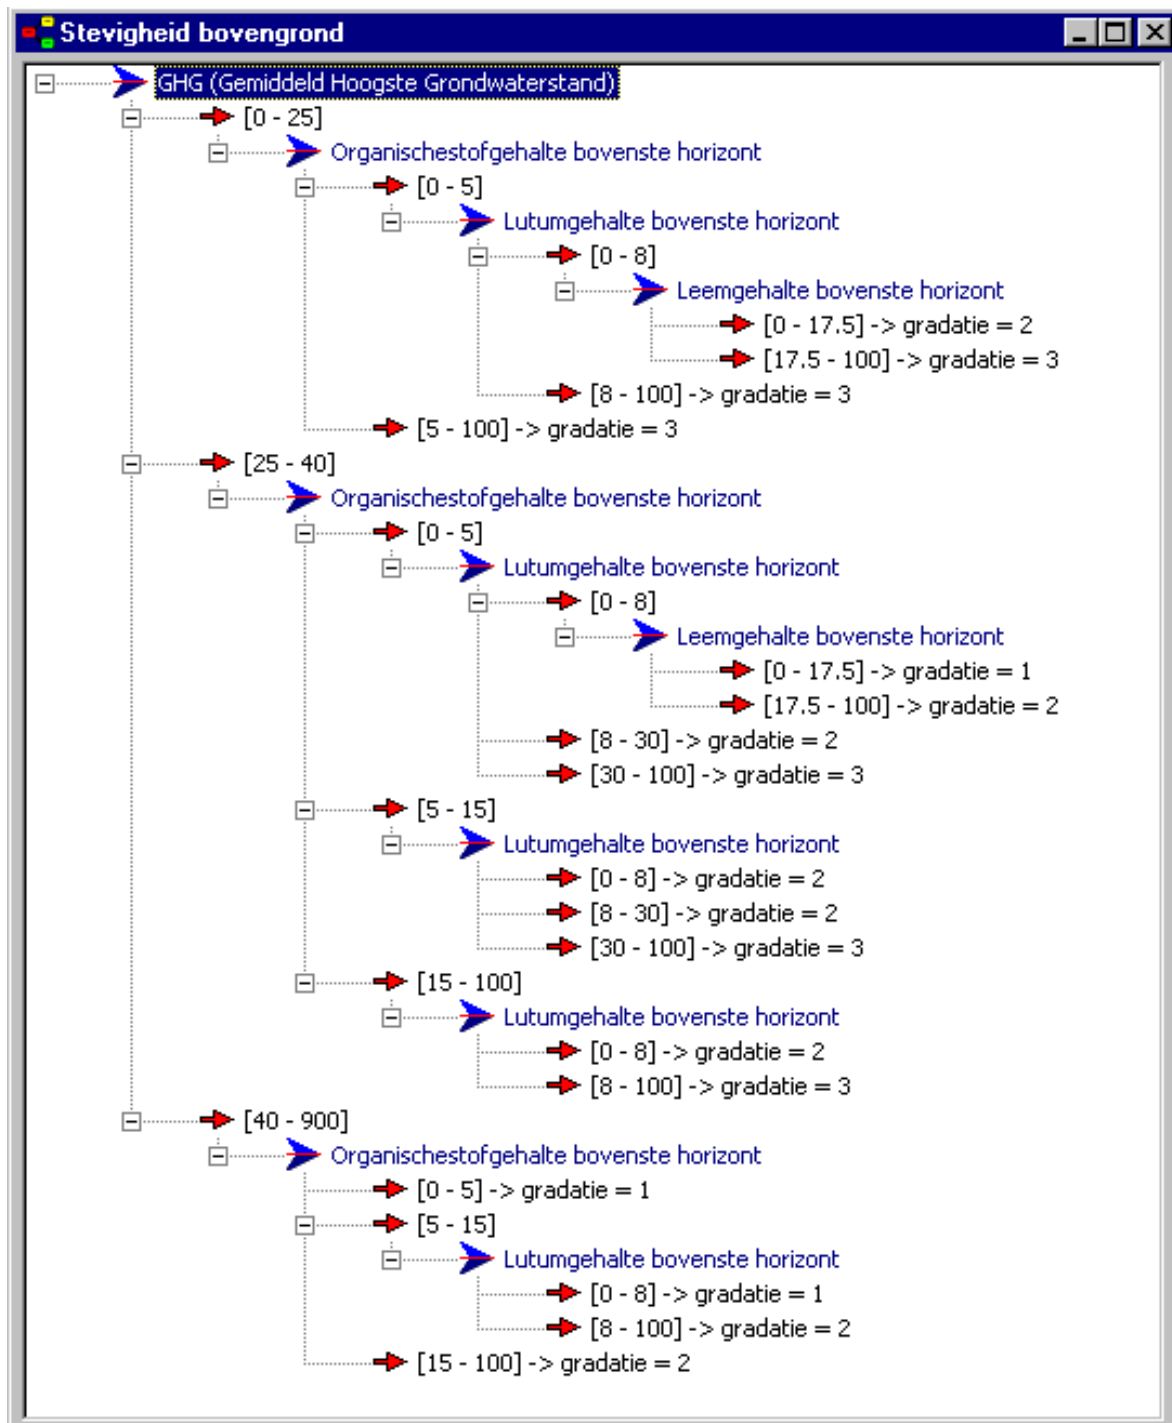 Stevigheid bovengrond
GHG (Gemiddeld Hoogste Grondwaterstand)
[0 - 25]
Organischestofgehalte bovenste horizont
[0 - 5]
Lutumgehalte bovenste horizont
[0 - 8]
Leemgehalte bovenste horizont
[0 - 17.5] -> gradatie = 2
[17.5 - 100] -> gradatie = 3
[8 - 100] -> gradatie = 3
[5 - 100] -> gradatie = 3
[25 - 40]
Organischestofgehalte bovenste horizont
[0 - 5]
Lutumgehalte bovenste horizont
[0 - 8]
Leemgehalte bovenste horizont
[0 - 17.5] -> gradatie = 1
[17.5 - 100] -> gradatie = 2
[8 - 30] -> gradatie = 2
[30 - 100] -> gradatie = 3
[5 - 15]
Lutumgehalte bovenste horizont
[0 - 8] -> gradatie = 2
[8 - 30] -> gradatie = 2
[30 - 100] -> gradatie = 3
[15 - 100]
Lutumgehalte bovenste horizont
[0 - 8] -> gradatie = 2
[8 - 100] -> gradatie = 3
[40 - 900]
Organischestofgehalte bovenste horizont
[0 - 5] -> gradatie = 1
[5 - 15]
Lutumgehalte bovenste horizont
[0 - 8] -> gradatie = 1
[8 - 100] -> gradatie = 2
[15 - 100] -> gradatie = 2